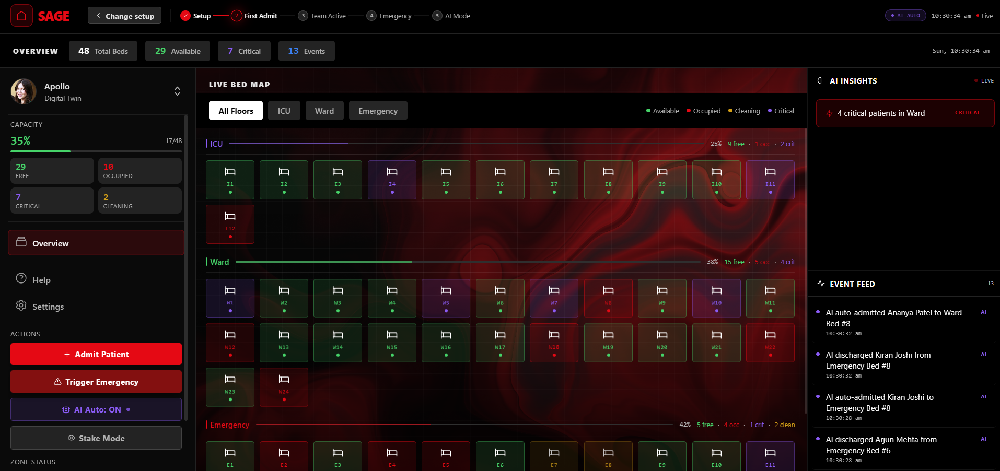 SAGE
Change setup
Setup
2 First Admit
3 Team Active
4 Emergency
5 AI Mode
AI AUTO
10:30:34 am
Live
OVERVIEW
48 Total Beds
29 Available
7 Critical
13 Events
Sun, 10:30:34 am
Apollo
Digital Twin
CAPACITY
35%
17/48
29
FREE
10
OCCUPIED
7
CRITICAL
2
CLEANING
Overview
Help
Settings
ACTIONS
+ Admit Patient
Trigger Emergency
AI Auto: ON
Stake Mode
ZONE STATUS
LIVE BED MAP
All Floors
ICU
Ward
Emergency
Available
Occupied
Cleaning
Critical
ICU
25% 9 free · 1 occ · 2 crit
I1 I2 I3 I4 I5 I6 I7 I8 I9 I10 I11
I12
Ward
38% 15 free · 5 occ · 4 crit
W1 W2 W3 W4 W5 W6 W7 W8 W9 W10 W11
W12 W13 W14 W15 W16 W17 W18 W19 W20 W21 W22
W23 W24
Emergency
42% 5 free · 4 occ · 1 crit · 2 clean
E1 E2 E3 E4 E5 E6 E7 E8 E9 E10 E11
AI INSIGHTS
LIVE
4 critical patients in Ward
CRITICAL
EVENT FEED
13
AI auto-admitted Ananya Patel to Ward
Bed #8
AI
10:30:32 am
AI discharged Kiran Joshi from
Emergency Bed #8
AI
10:30:32 am
AI auto-admitted Kiran Joshi to
Emergency Bed #8
AI
10:30:28 am
AI discharged Arjun Mehta from
Emergency Bed #6
AI
10:30:28 am